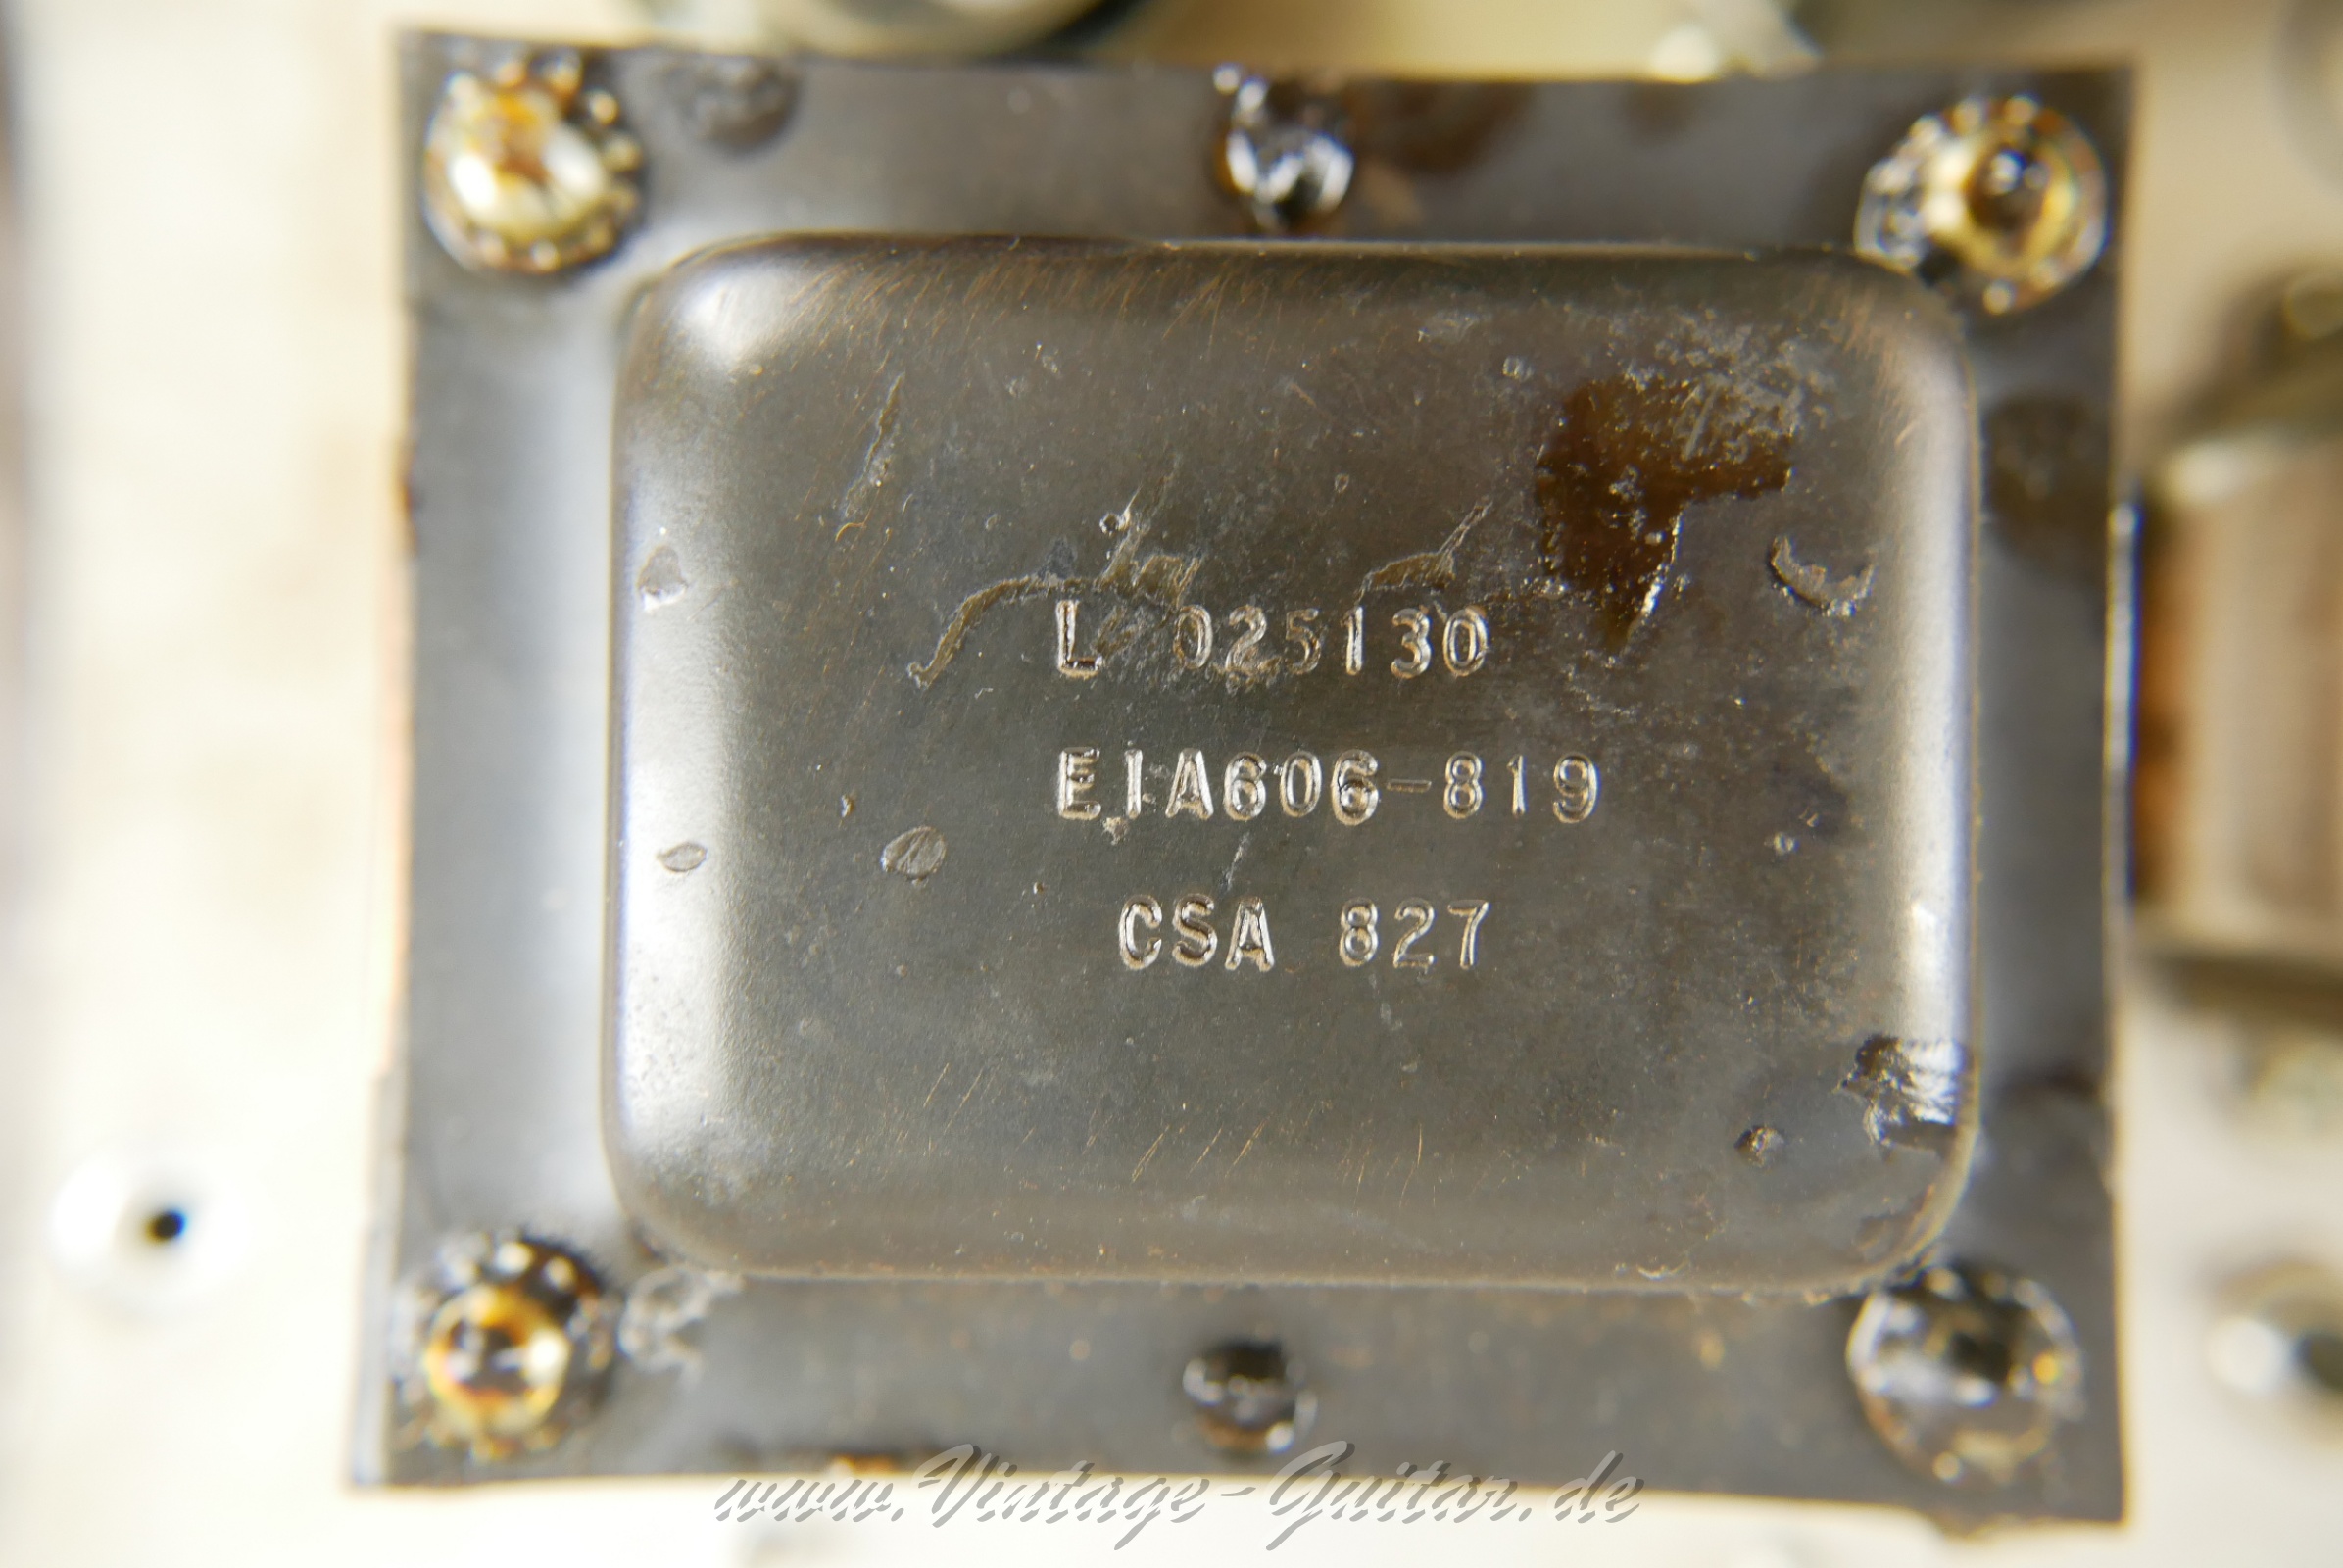 L 025130
EIA606-819
CSA 827
www.Vintage-Guitar.de